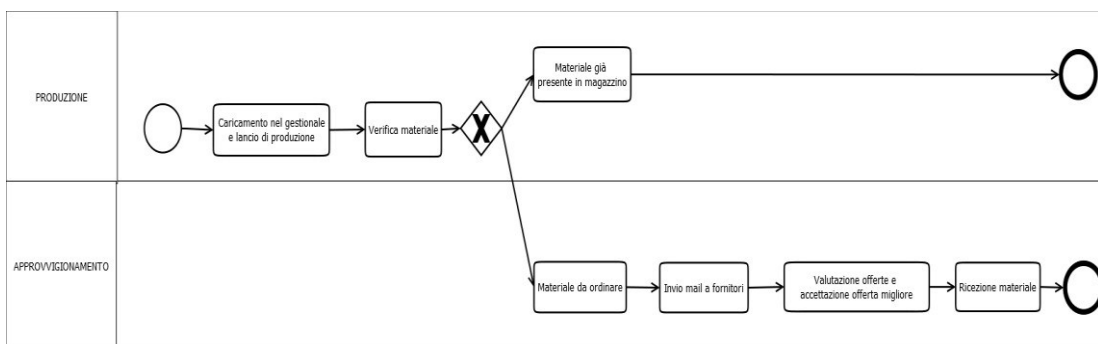 PRODUZIONE
Caricamento nel gestionale
e lancio di produzione
Verifica materiale
X
Materiale già
presente in magazzino
APPROVVIGIONAMENTO
Materiale da ordinare
Invio mail a fornitori
Valutazione offerte e
accettazione offerta migliore
Ricezione materiale